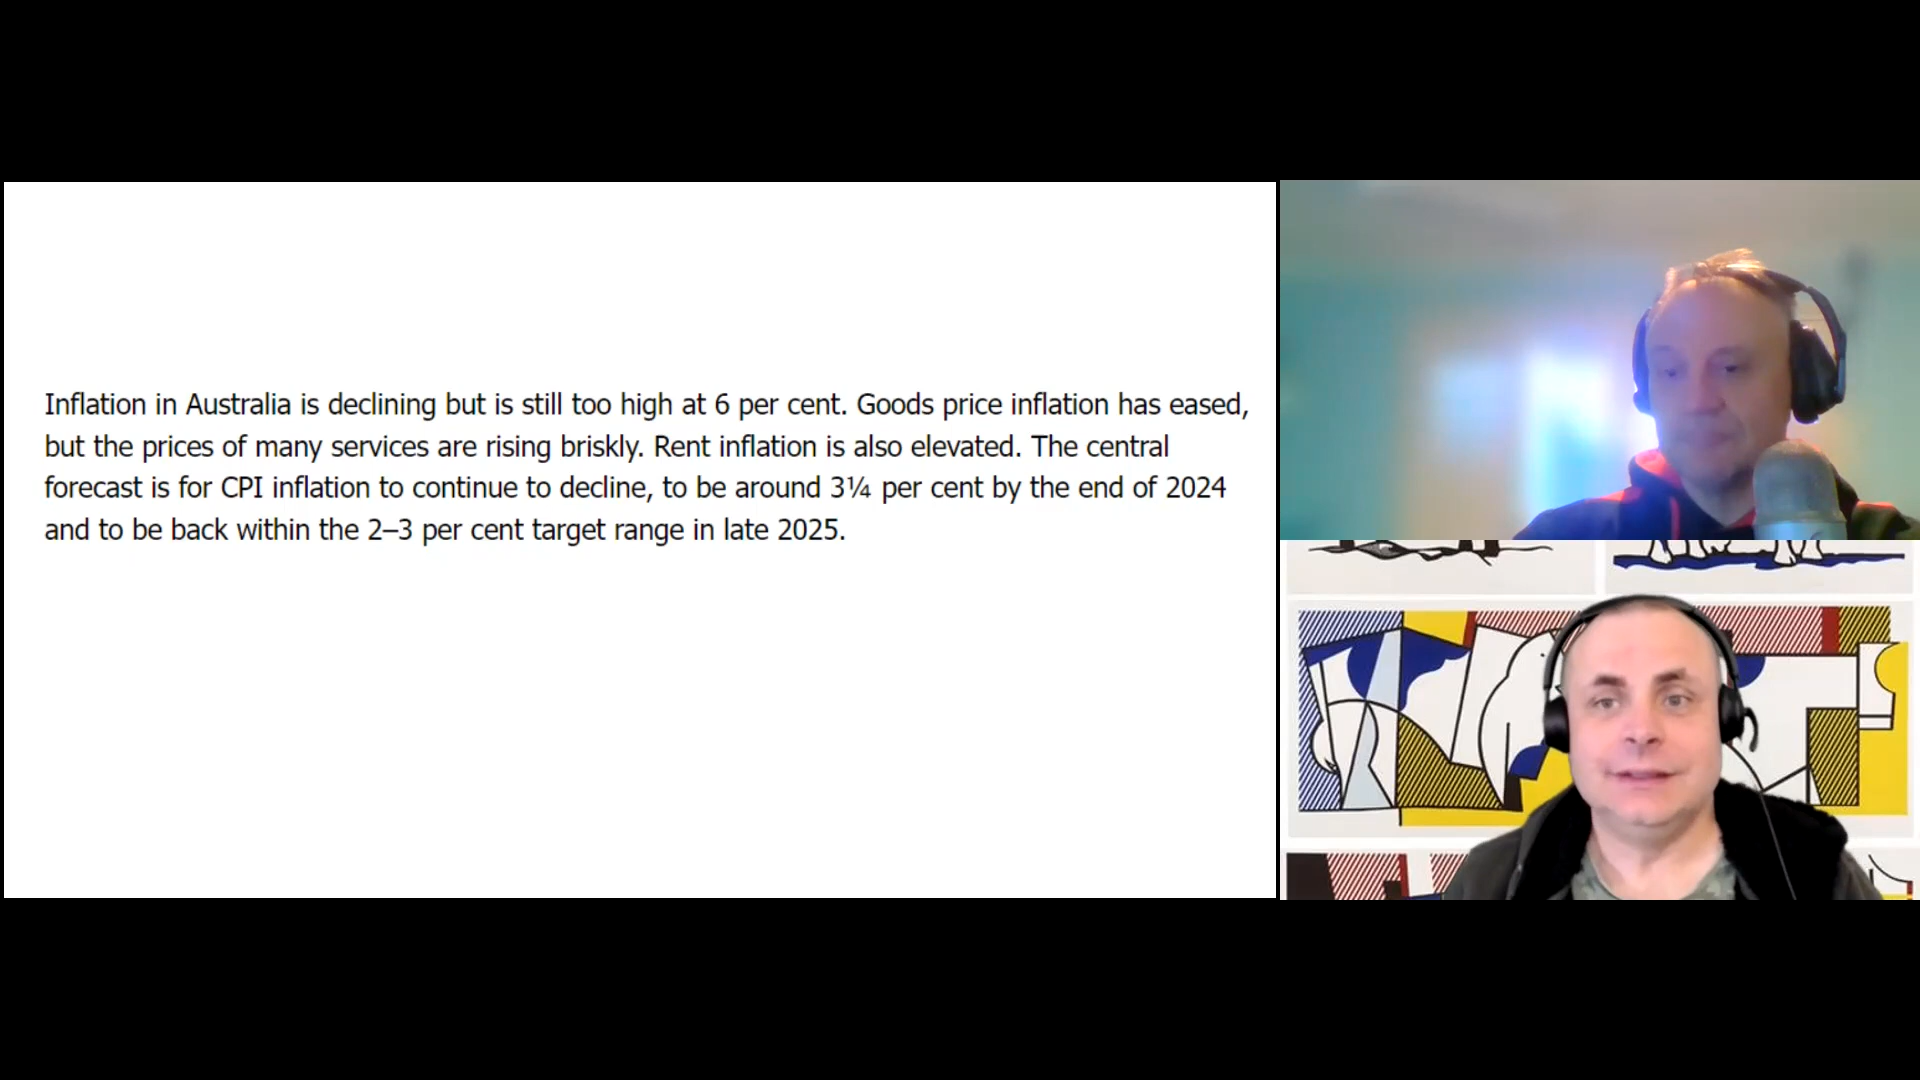 Inflation in Australia is declining but is still too high at 6 per cent. Goods price inflation has eased,
but the prices of many services are rising briskly. Rent inflation is also elevated. The central
forecast is for CPI inflation to continue to decline, to be around 3¼ per cent by the end of 2024
and to be back within the 2–3 per cent target range in late 2025.